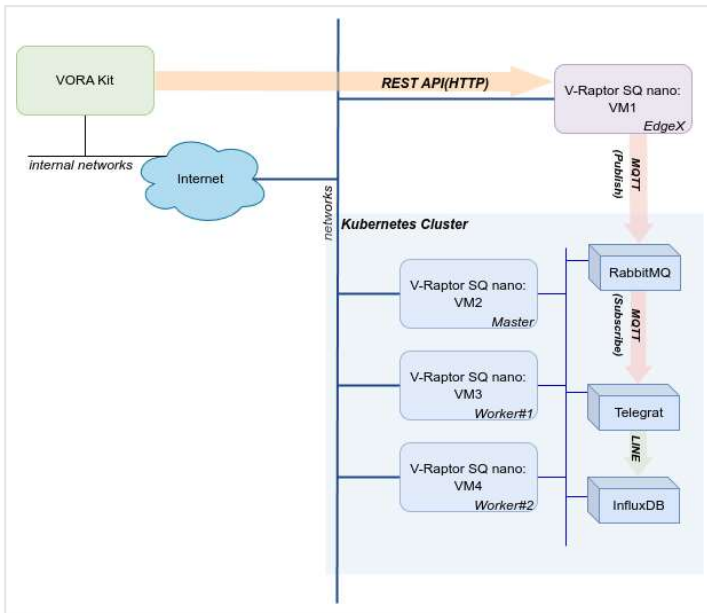 VORA Kit
REST API(HTTP)
V-Raptor SQ nano:
VM1
EdgeX
internal networks
Internet
MQTT
(Publish)
networks
Kubernetes Cluster
V-Raptor SQ nano:
VM2
Master
RabbitMQ
MQTT
(Subscribe)
V-Raptor SQ nano:
VM3
Worker#1
Telegrat
LINE
V-Raptor SQ nano:
VM4
Worker#2
InfluxDB